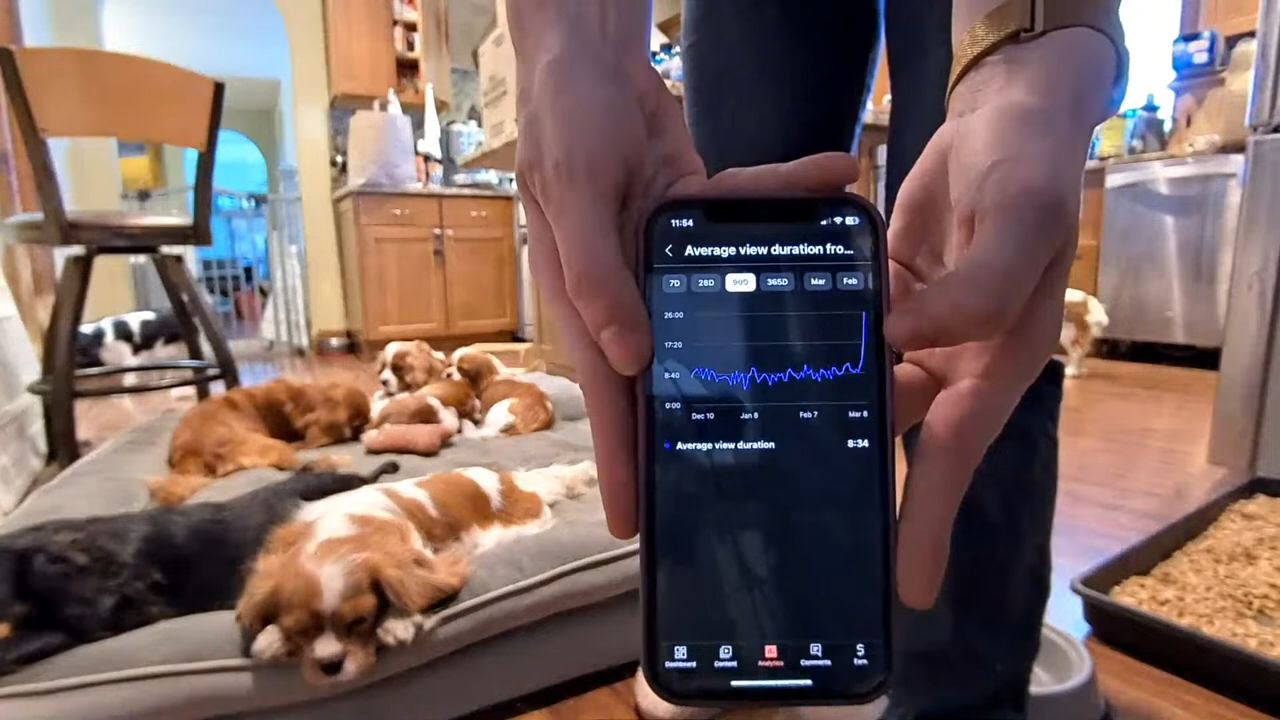 11:54
Average view duration fro...
7D 28D 90D 365D Mar Feb
26:00
17:20
8:40
0:00
Dec 10 Jan 8 Feb 7 Mar 8
Average view duration 8:34
Dashboard Content Analytics Comments Earn